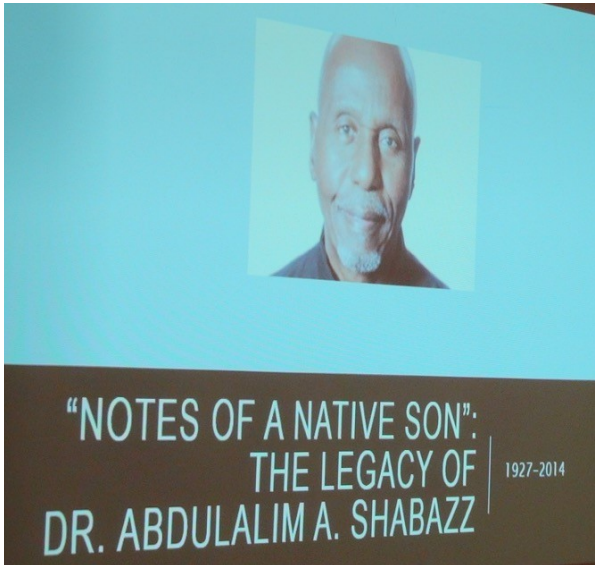 “NOTES OF A NATIVE SON”:
THE LEGACY OF
DR. ABDULALIM A. SHABAZZ
1927–2014